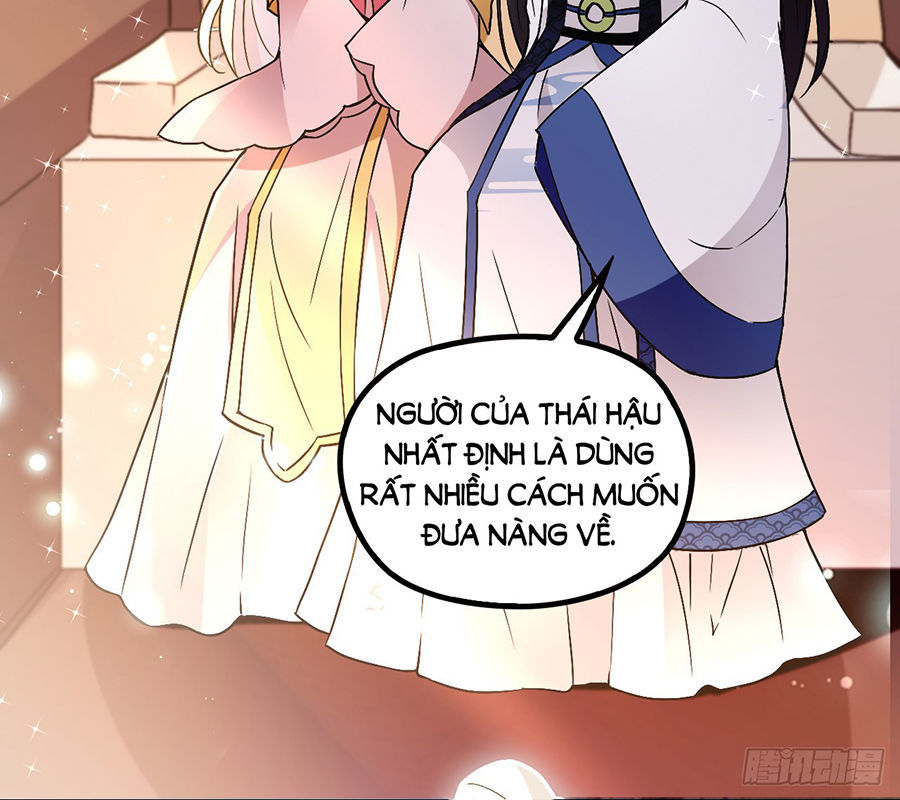 NGƯỜI CỦA THÁI HẬU
NHẤT ĐỊNH LÀ DÙNG
RẤT NHIỀU CÁCH MUỐN
ĐƯA NÀNG VỀ.
腾讯动漫